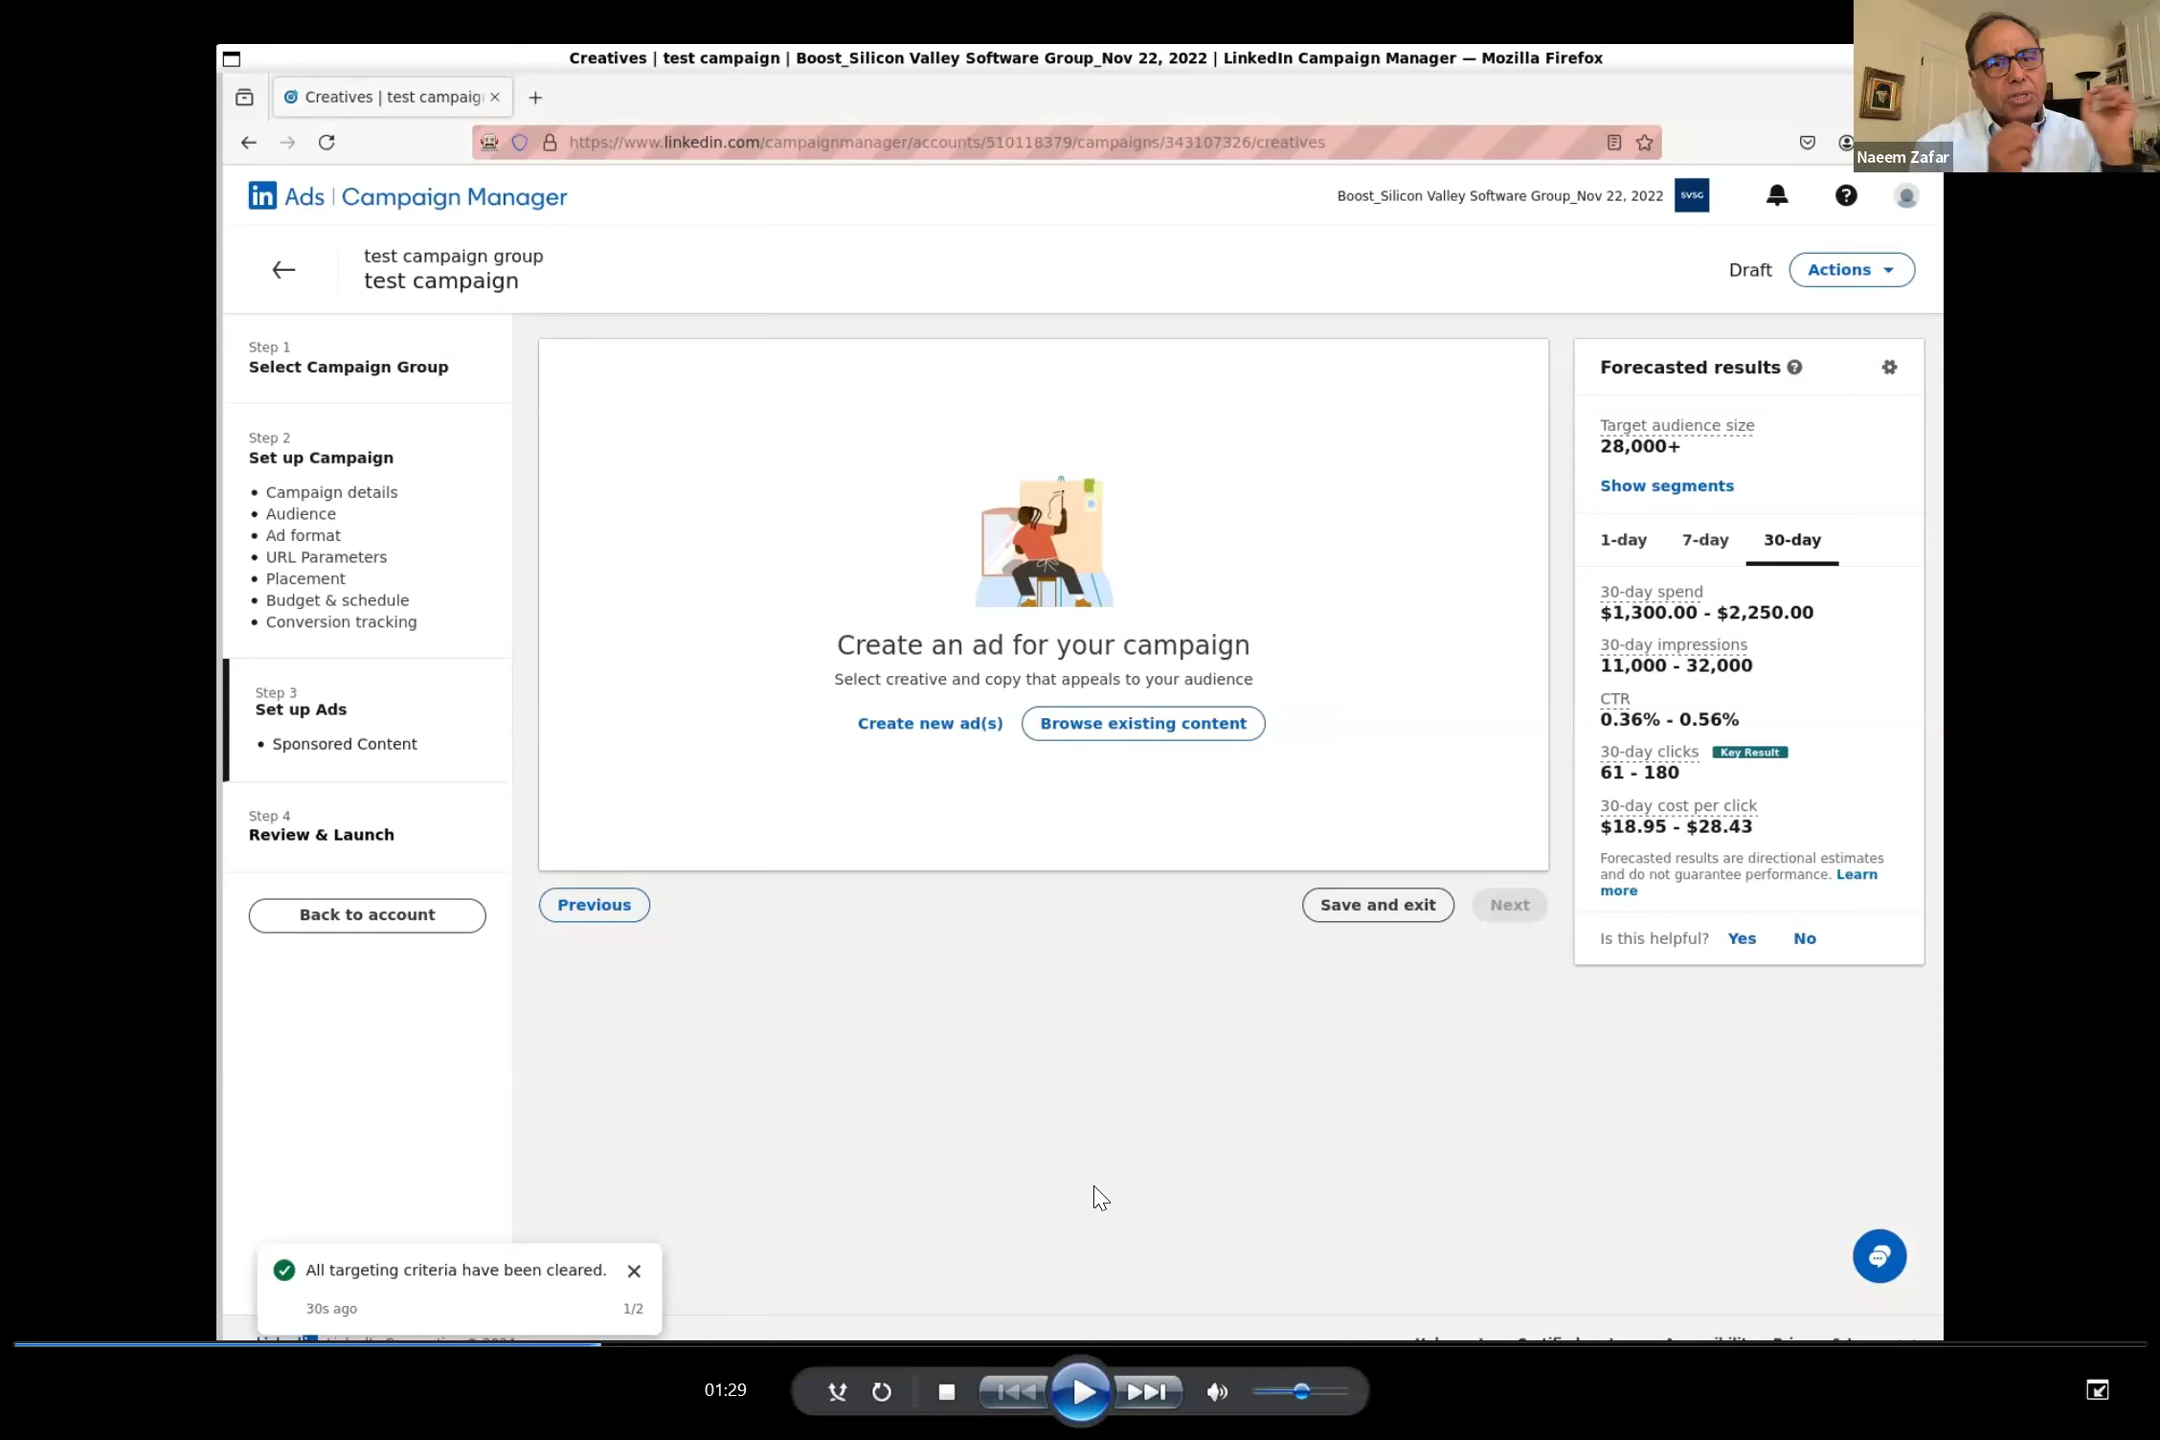 Creatives | test campaign | Boost_Silicon Valley Software Group_Nov 22, 2022 | LinkedIn Campaign Manager — Mozilla Firefox
Creatives | test campaig
https://www.linkedin.com/campaignmanager/accounts/510118379/campaigns/343107326/creatives
Naeem Zafar
in Ads | Campaign Manager
Boost_Silicon Valley Software Group_Nov 22, 2022
SVSG
test campaign group
test campaign
Draft
Actions
Step 1
Select Campaign Group
Step 2
Set up Campaign
• Campaign details
• Audience
• Ad format
• URL Parameters
• Placement
• Budget & schedule
• Conversion tracking
Step 3
Set up Ads
• Sponsored Content
Step 4
Review & Launch
Back to account
Create an ad for your campaign
Select creative and copy that appeals to your audience
Create new ad(s)
Browse existing content
Previous
Save and exit
Next
Forecasted results
Target audience size
28,000+
Show segments
1-day 7-day 30-day
30-day spend
$1,300.00 - $2,250.00
30-day impressions
11,000 - 32,000
CTR
0.36% - 0.56%
30-day clicks Key Result
61 - 180
30-day cost per click
$18.95 - $28.43
Forecasted results are directional estimates
and do not guarantee performance. Learn
more
Is this helpful? Yes No
All targeting criteria have been cleared.
30s ago 1/2
01:29